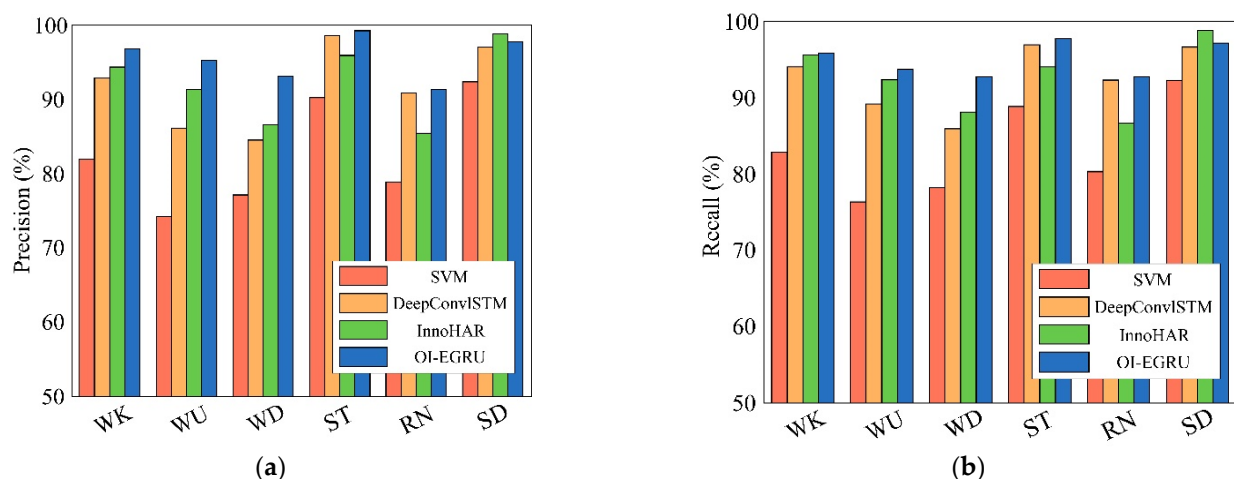 Precision (%)
100
90
80
70
60
50
SVM
DeepConvlSTM
InnoHAR
OI-EGRU
WK WU WD ST RN SD
(a)
Rccall (%)
100
90
80
70
60
50
SVM
DeepConvlSTM
InnoHAR
OI-EGRU
WK WU WD ST RN SD
(b)